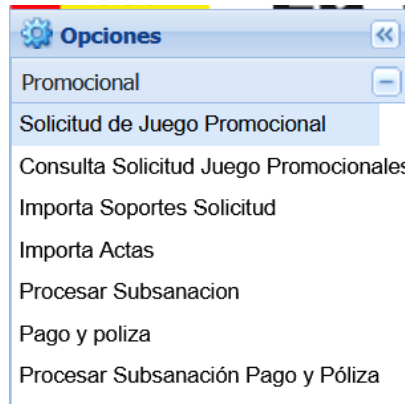 Opciones
Promocional
Solicitud de Juego Promocional
Consulta Solicitud Juego Promocionales
Importa Soportes Solicitud
Importa Actas
Procesar Subsanacion
Pago y poliza
Procesar Subsanación Pago y Póliza